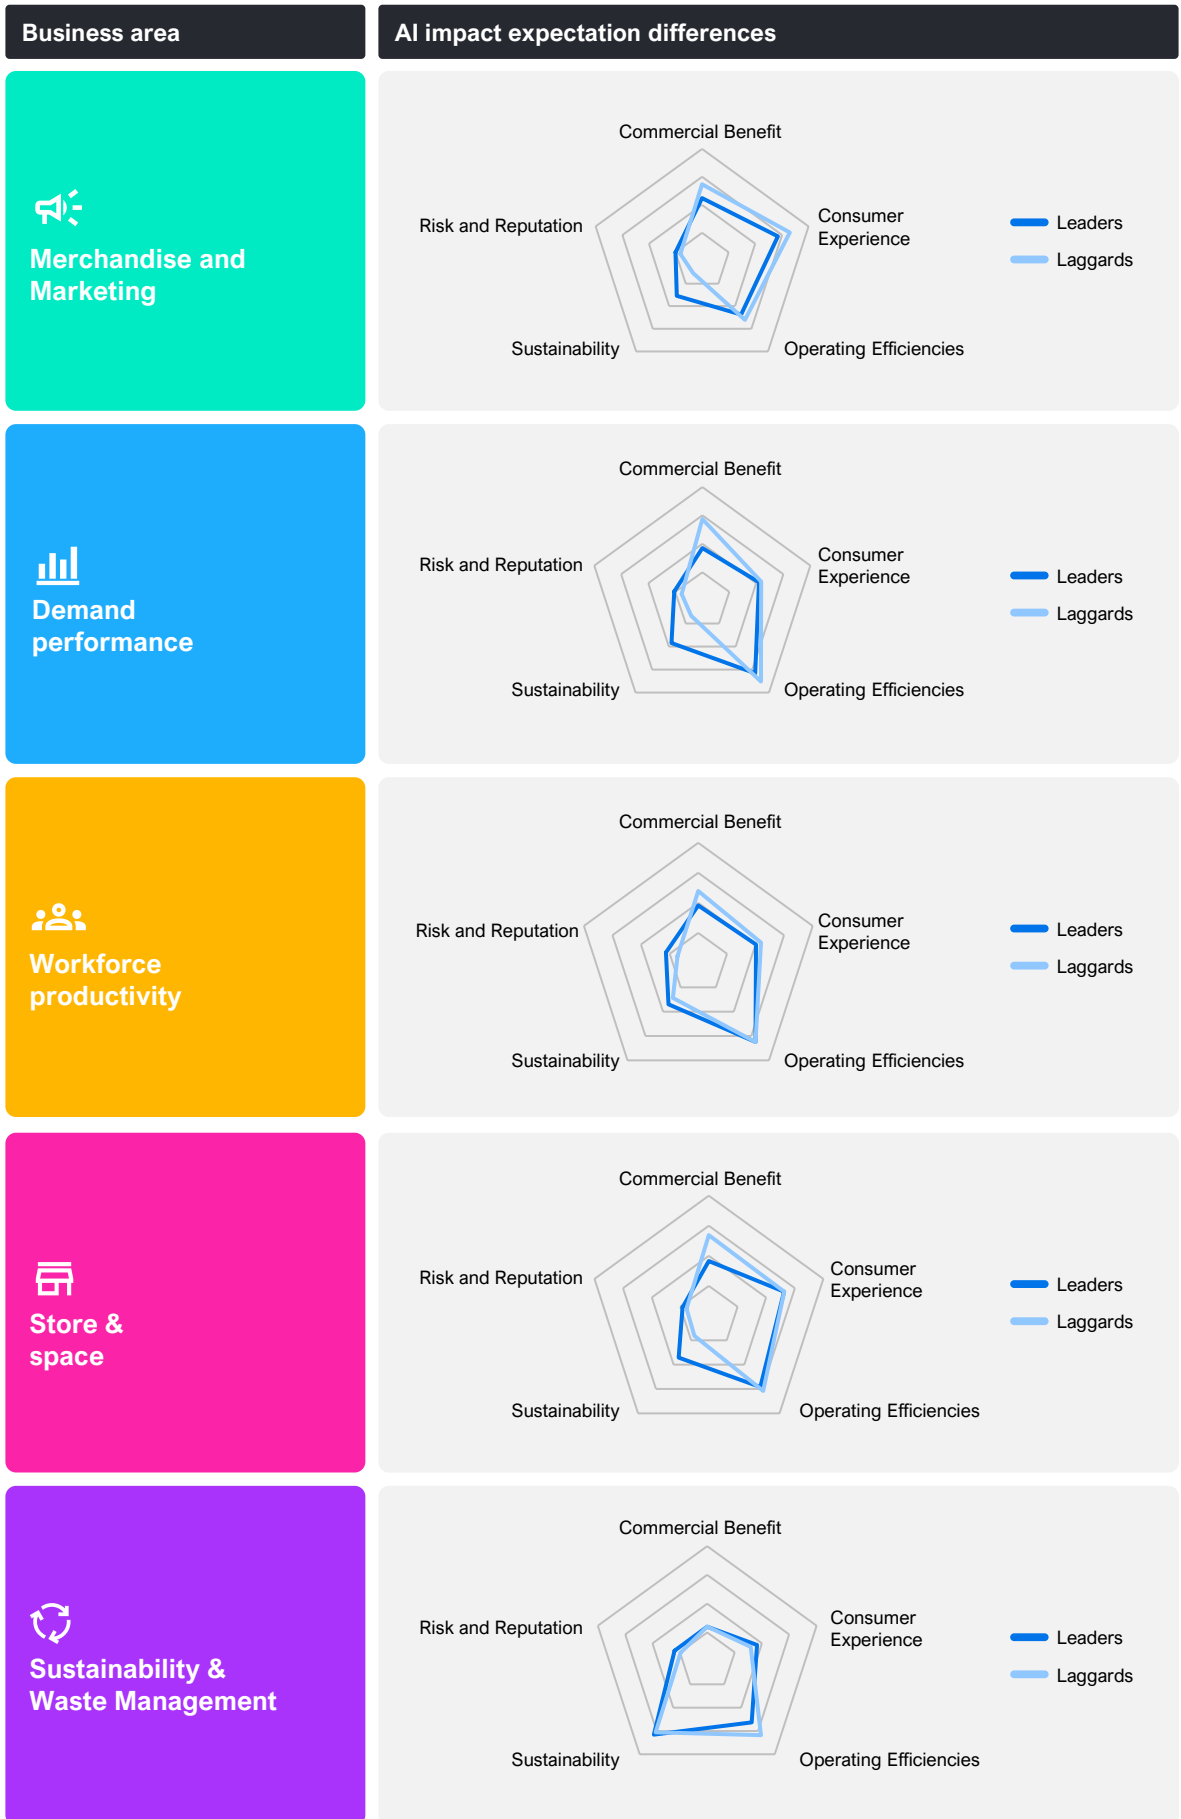 Business area
AI impact expectation differences
Merchandise and
Marketing
Commercial Benefit
Risk and Reputation
Consumer
Experience
Sustainability
Operating Efficiencies
Leaders
Laggards
Demand
performance
Commercial Benefit
Risk and Reputation
Consumer
Experience
Sustainability
Operating Efficiencies
Leaders
Laggards
Workforce
productivity
Commercial Benefit
Risk and Reputation
Consumer
Experience
Sustainability
Operating Efficiencies
Leaders
Laggards
Store &
space
Commercial Benefit
Risk and Reputation
Consumer
Experience
Sustainability
Operating Efficiencies
Leaders
Laggards
Sustainability &
Waste Management
Commercial Benefit
Risk and Reputation
Consumer
Experience
Sustainability
Operating Efficiencies
Leaders
Laggards